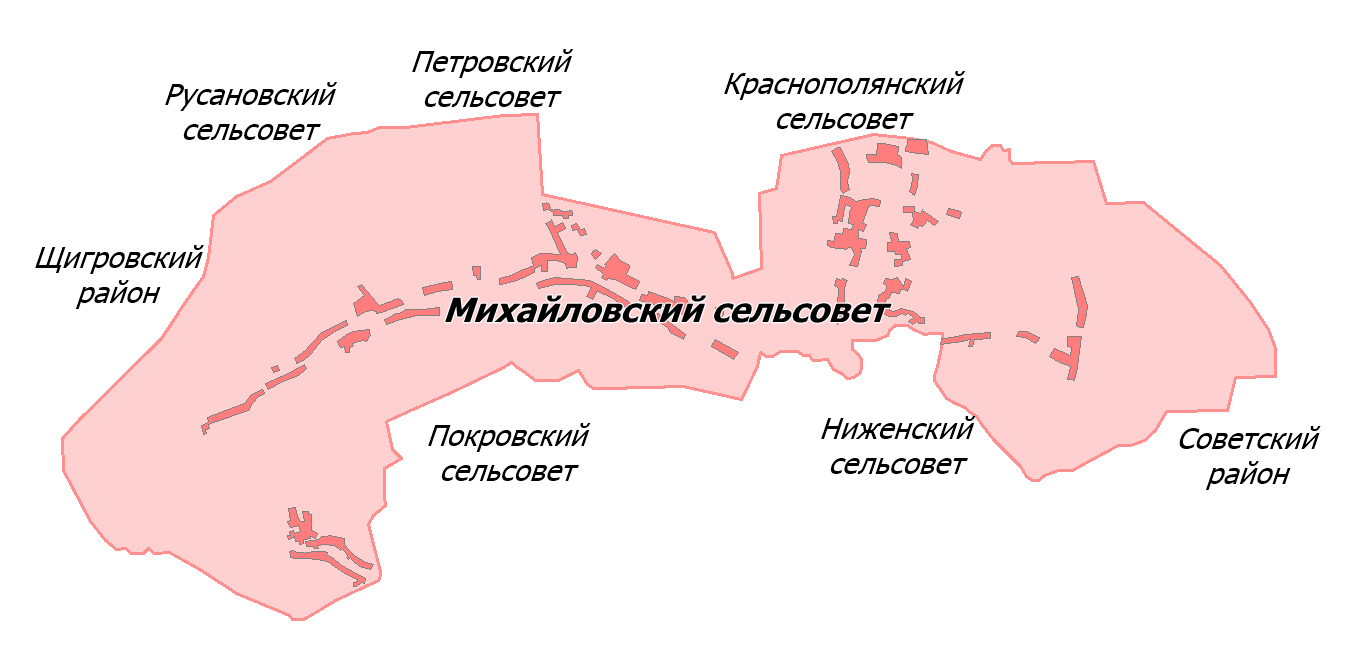 Петровский
сельсовет
Русановский
сельсовет
Краснополянский
сельсовет
Щигровский
район
Михайловский сельсовет
Покровский
сельсовет
Ниженский
сельсовет
Советский
район